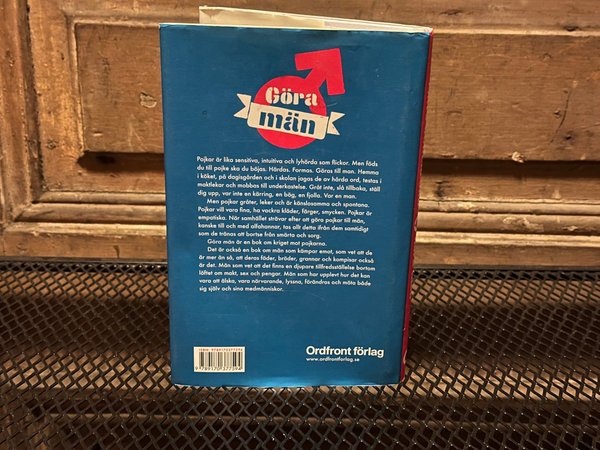 Göra
män
Pojkar är lika sensitiva, intuitiva och lyhörda som flickor. Men föds
du till pojke ska du böjas. Härdas. Formas. Göras till man. Hemma
i köket, på dagisgården och i skolan jagas de av hårda ord, testas i
maktlekar och mobbas till underkastelse. Gråt inte, slå tillbaka, ställ
dig upp, var inte en kärring, en bög, en fjolla. Var en man.
Men pojkar gråter, leker och är känslosamma och spontana.
Pojkar vill vara fina, ha vackra kläder, färger, smycken. Pojkar är
empatiska. När samhället strävar efter att göra pojkar till män,
kanske till och med alfahannar, tas allt detta ifrån dem samtidigt
som de tränas att bortse från smärta och sorg.
Göra män är en bok om kriget mot pojkarna.
Det är också en bok om män som kämpar emot, som vet att de
är mer än så, att deras fäder, bröder, grannar och kompisar också
är det. Män som vet att det finns en djupare tillfredsställelse bortom
löftet om makt, sex och pengar. Män som har upplevt hur det kan
vara att älska, vara närvarande, lyssna, förändras och möta både
sig själv och sina medmänniskor.
ISBN 9789170377594
9 789170 377594
Ordfront förlag
www.ordfrontforlag.se